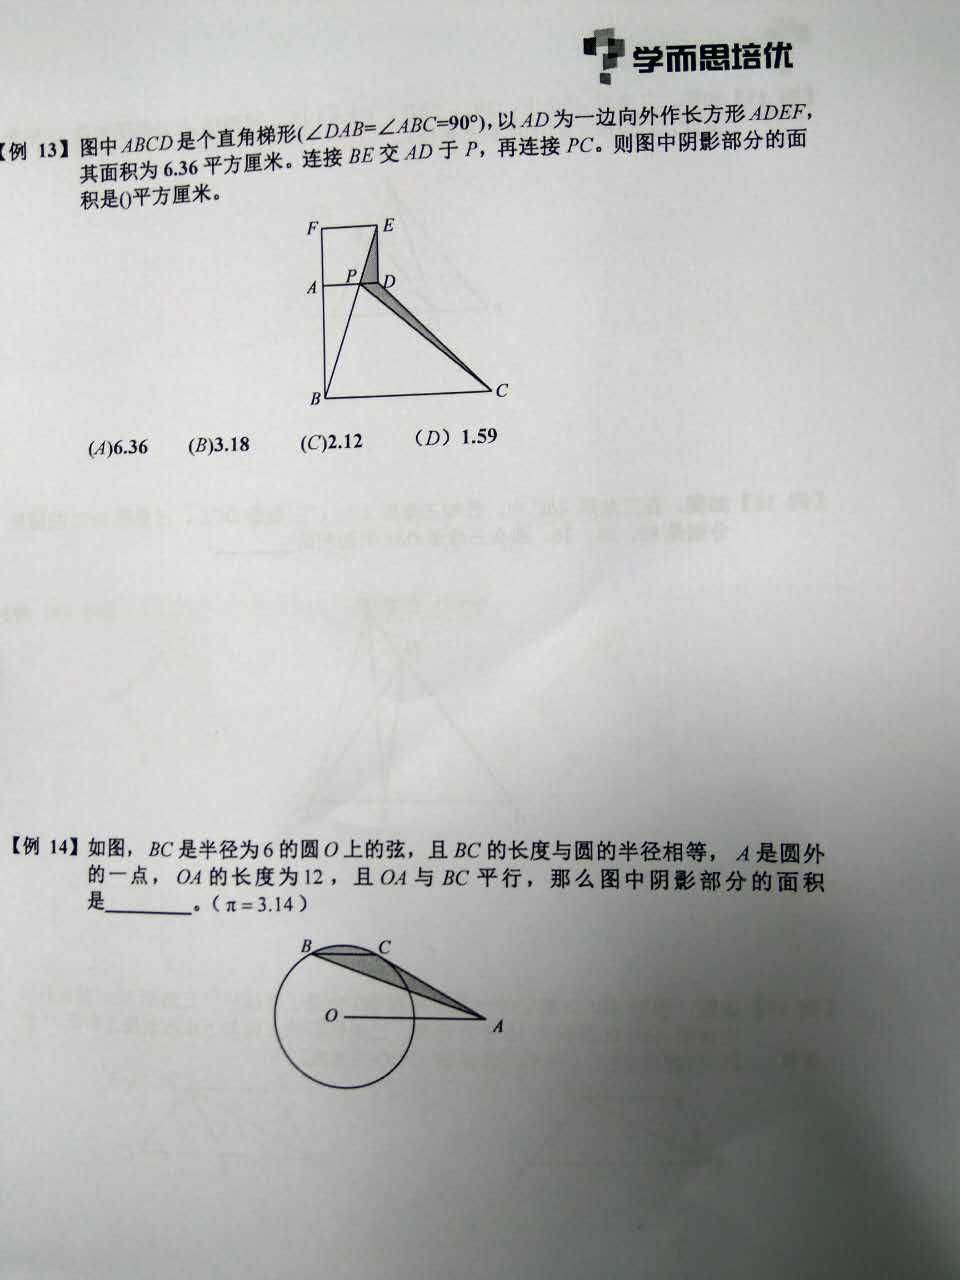 学而思培优
【例 13】图中 ABCD 是个直角梯形(∠DAB=∠ABC=90°),以 AD 为一边向外作长方形 ADEF,
其面积为 6.36 平方厘米。连接 BE 交 AD 于 P，再连接 PC。则图中阴影部分的面
积是()平方厘米。
F E
A P D
B C
(A)6.36 (B)3.18 (C)2.12 （D）1.59
【例 14】如图，BC 是半径为 6 的圆 O 上的弦，且 BC 的长度与圆的半径相等，A 是圆外
的一点，OA 的长度为 12，且 OA 与 BC 平行，那么图中阴影部分的面积
是________。（π=3.14）
B C
O A